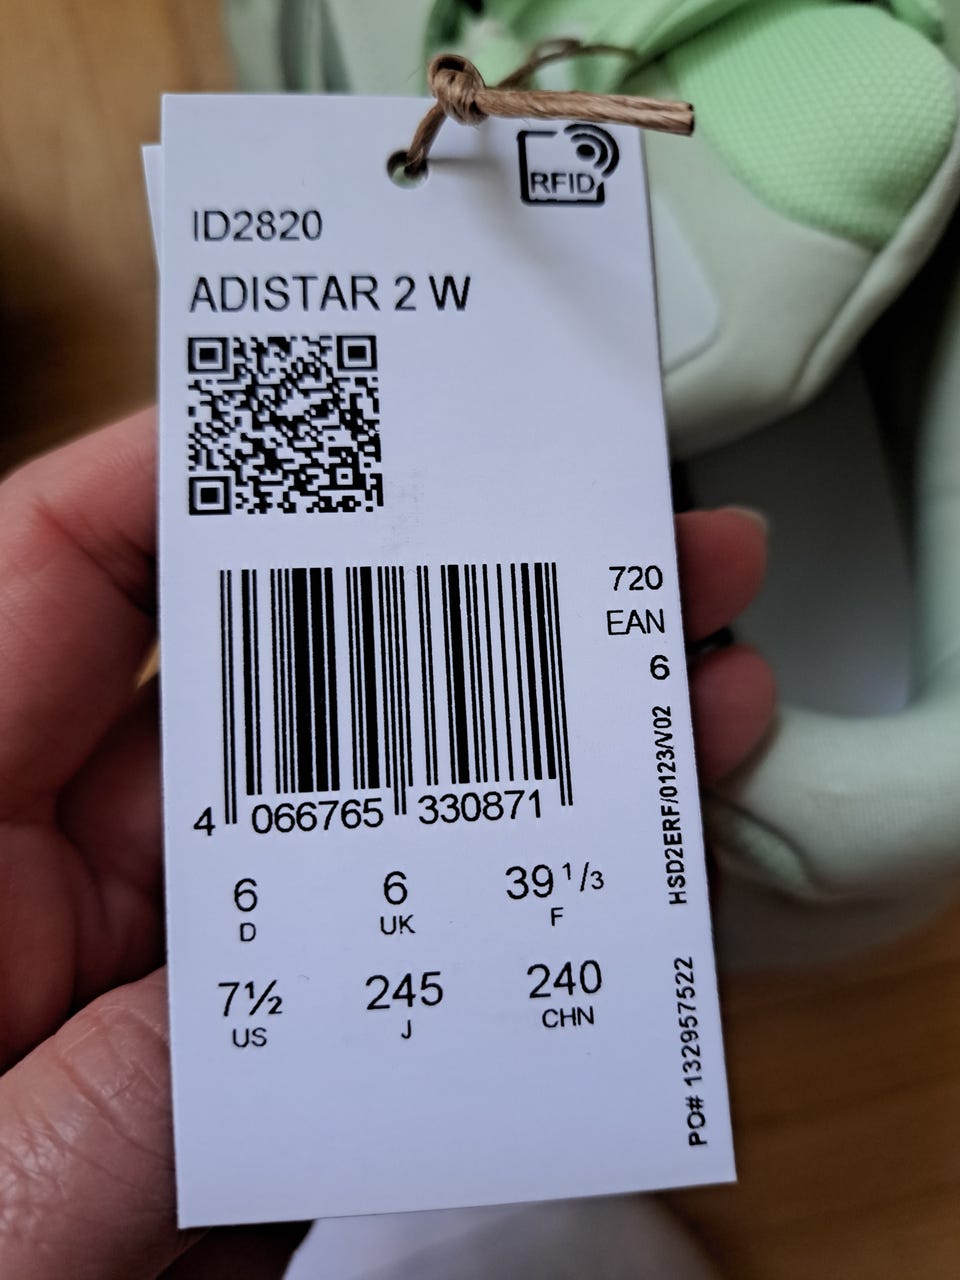 RFID
ID2820
ADISTAR 2 W
720
EAN
6
4 066765 330871
HSD2ERF/0123/V02
6 6 39 1/3
D UK F
7½ 245 240
US J CHN
PO# 132957522